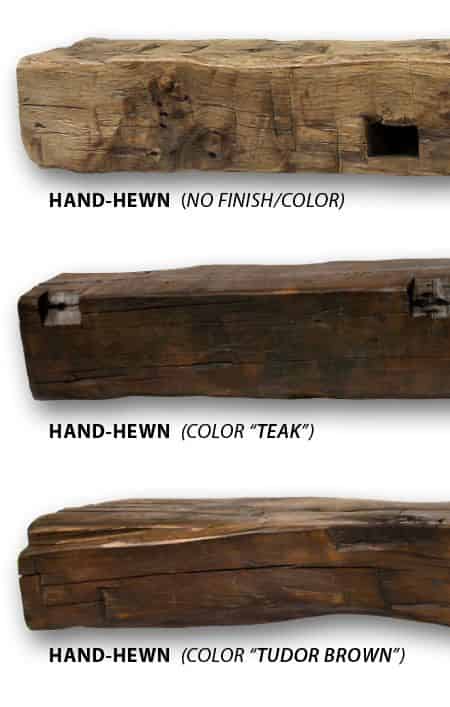 HAND-HEWN (NO FINISH/COLOR)
HAND-HEWN (COLOR “TEAK”)
HAND-HEWN (COLOR “TUDOR BROWN”)